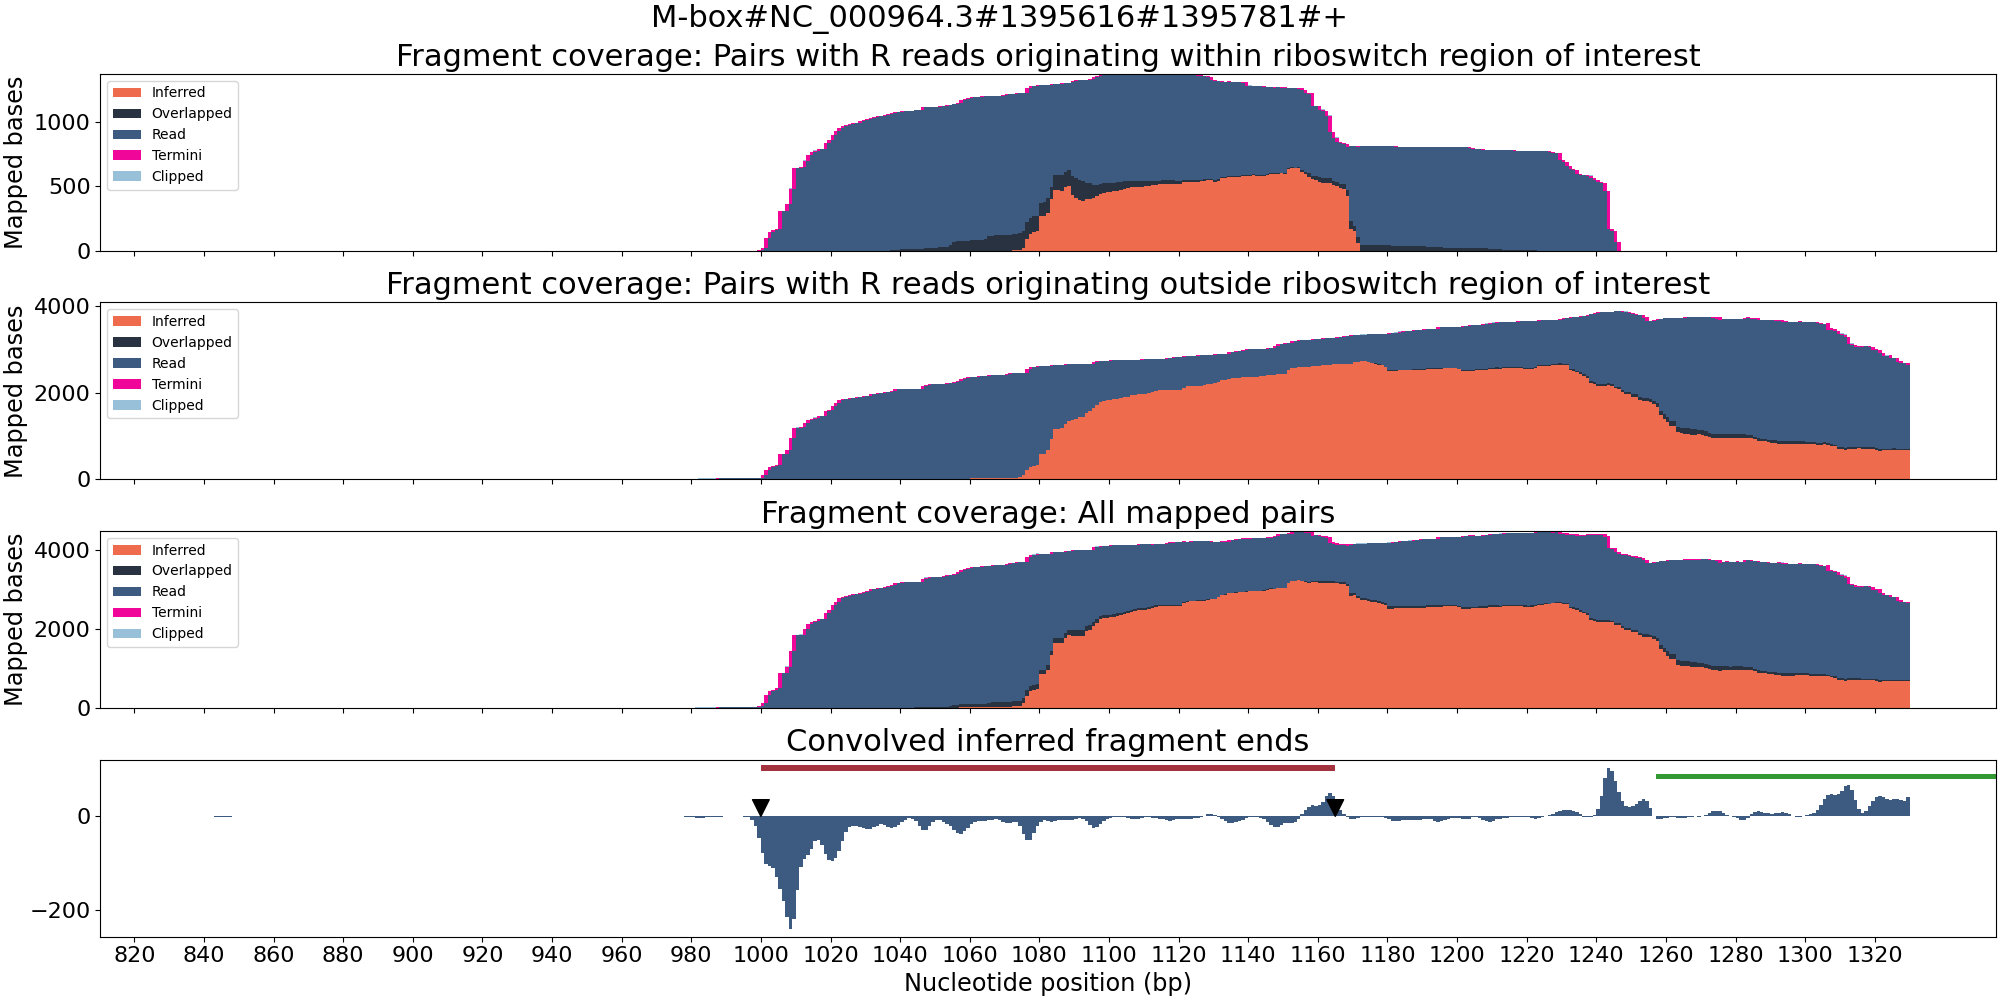 M-box#NC_000964.3#1395616#1395781#+
Fragment coverage: Pairs with R reads originating within riboswitch region of interest
Mapped bases
1000
500
0
Inferred
Overlapped
Read
Termini
Clipped
Fragment coverage: Pairs with R reads originating outside riboswitch region of interest
Mapped bases
4000
2000
0
Inferred
Overlapped
Read
Termini
Clipped
Fragment coverage: All mapped pairs
Mapped bases
4000
2000
0
Inferred
Overlapped
Read
Termini
Clipped
Convolved inferred fragment ends
0
−200
820 840 860 880 900 920 940 960 980 1000 1020 1040 1060 1080 1100 1120 1140 1160 1180 1200 1220 1240 1260 1280 1300 1320
Nucleotide position (bp)